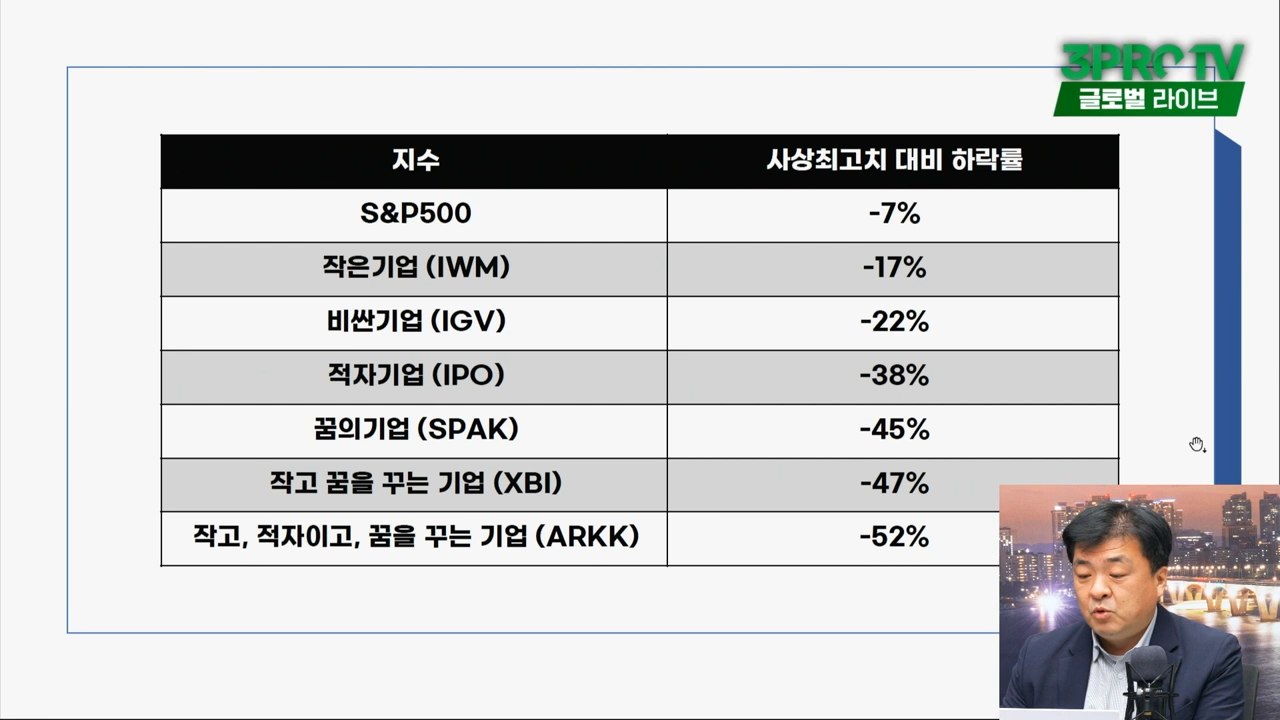 3PRO TV
글로벌 라이브
지수 사상최고치 대비 하락률
S&P500 -7%
작은기업 (IWM) -17%
비싼기업 (IGV) -22%
적자기업 (IPO) -38%
꿈의기업 (SPAK) -45%
작고 꿈을 꾸는 기업 (XBI) -47%
작고, 적자이고, 꿈을 꾸는 기업 (ARKK) -52%